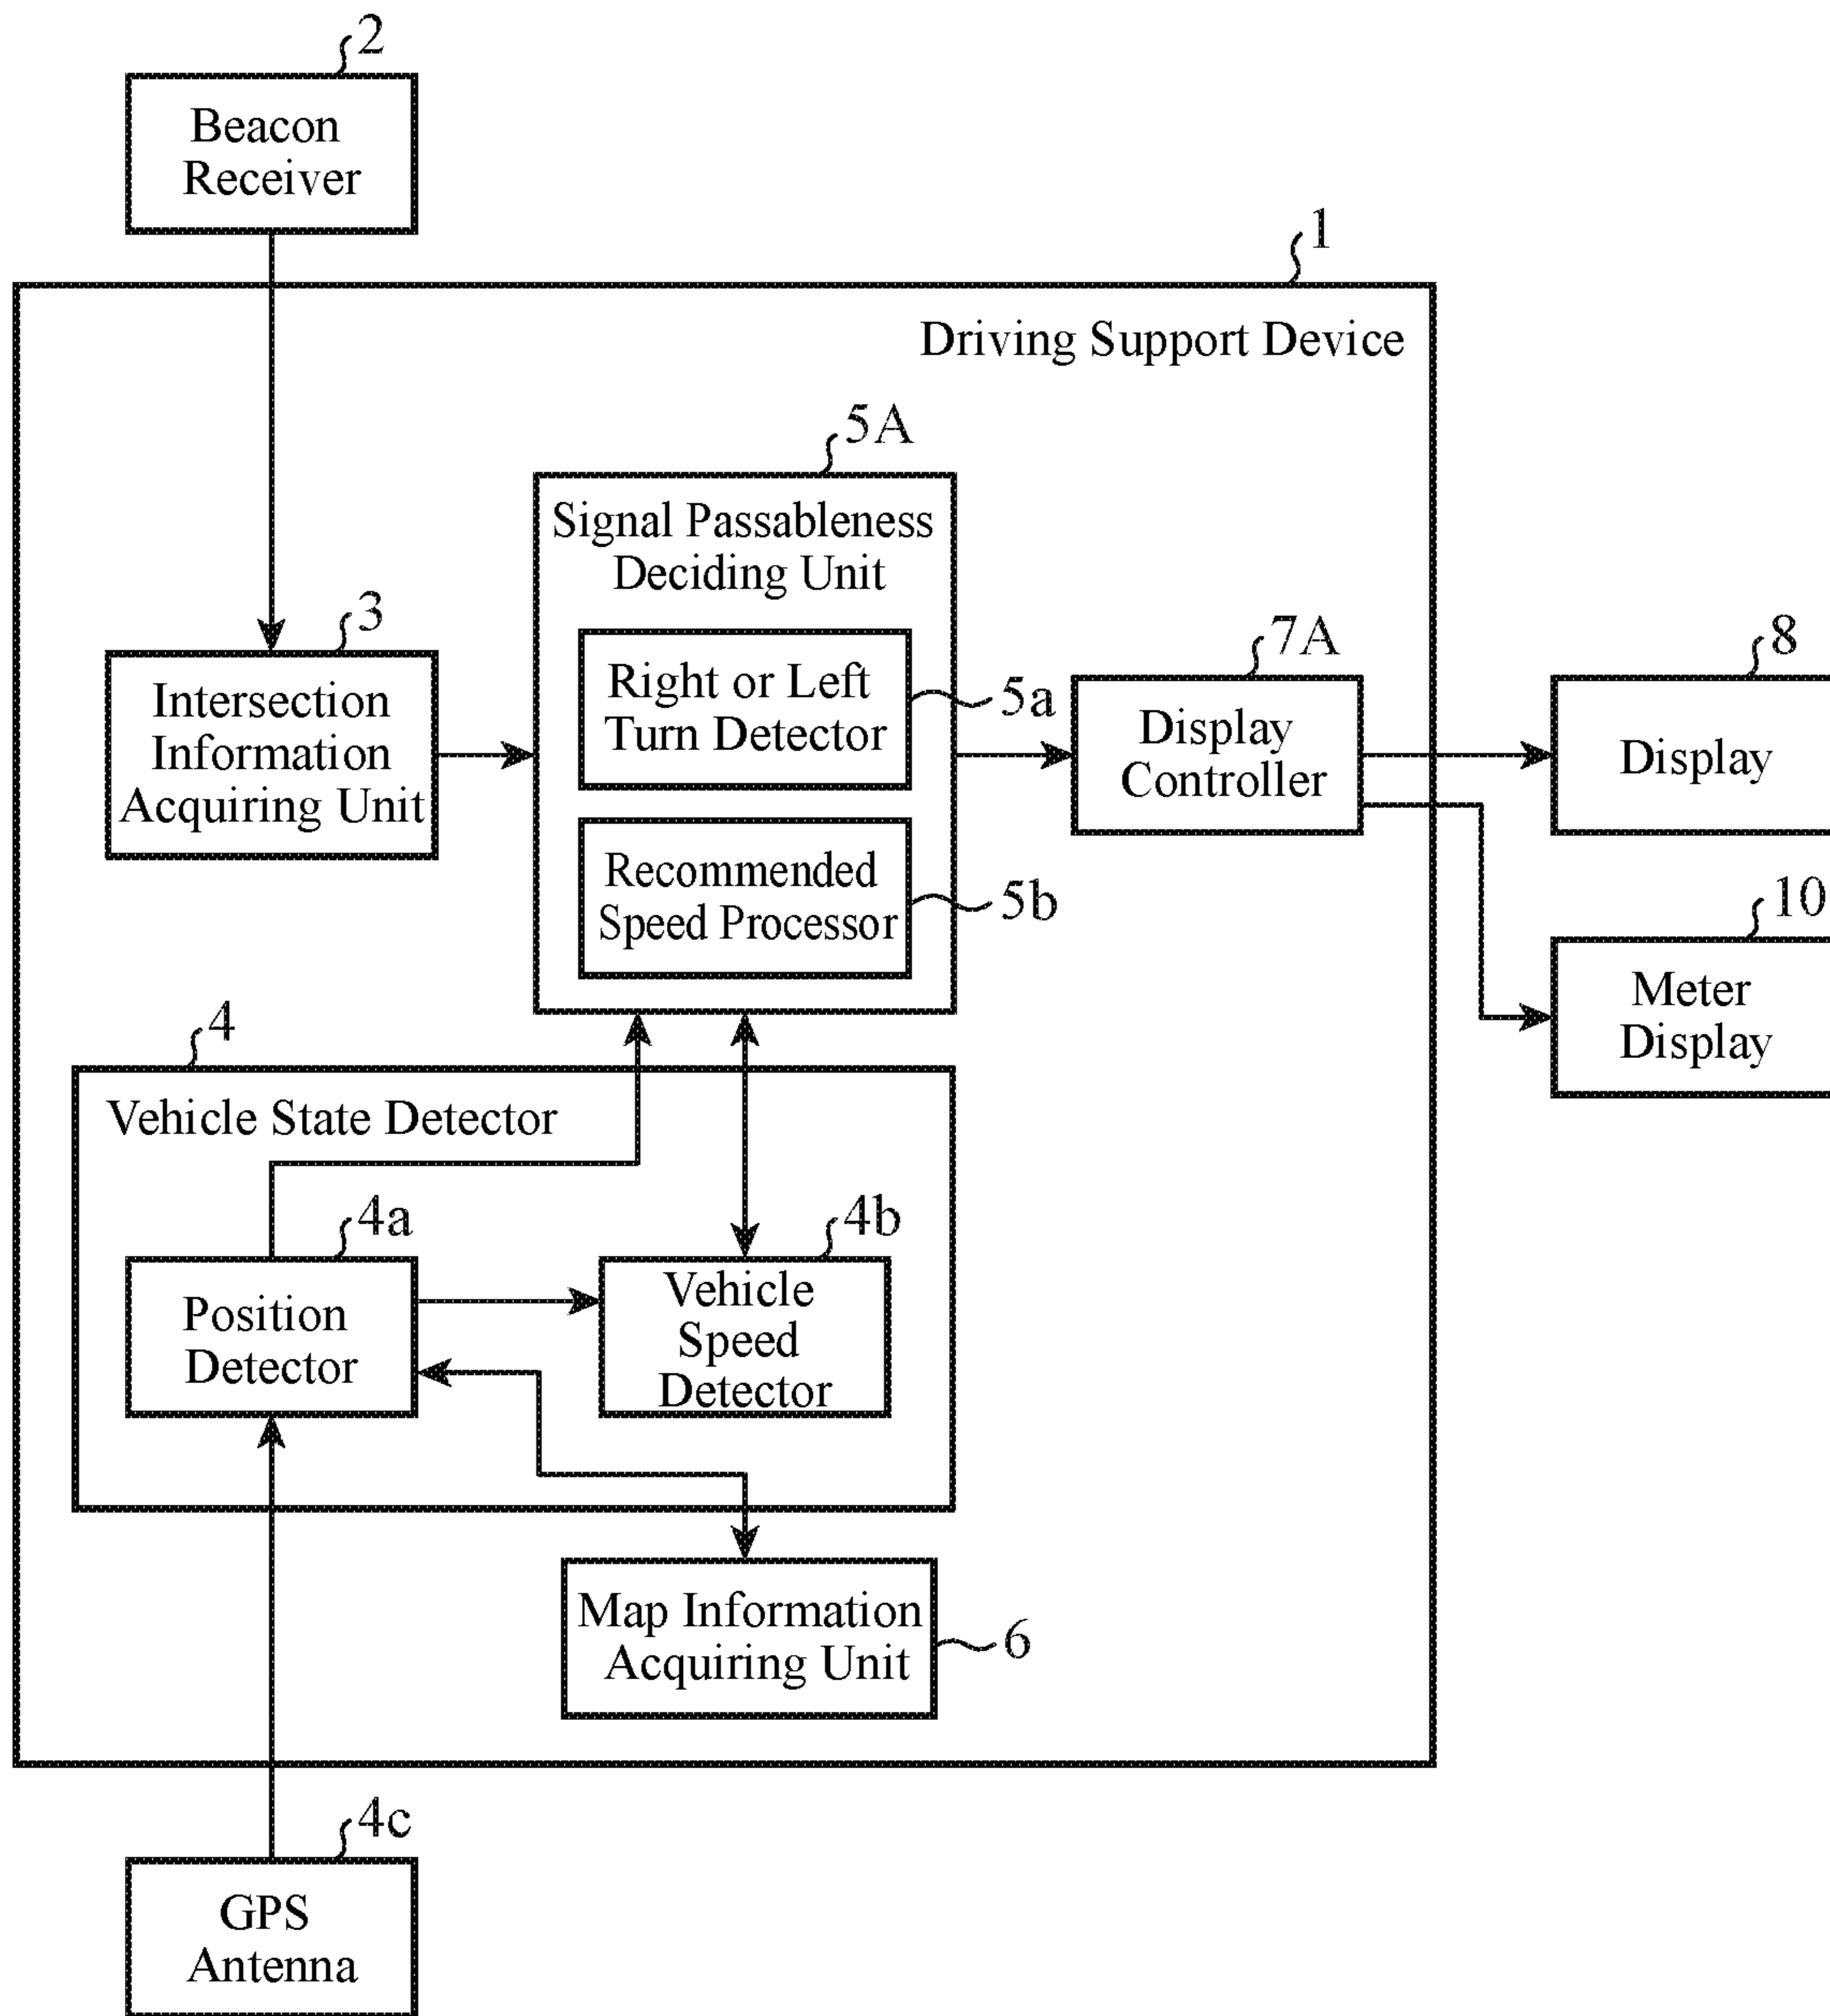 2
Beacon
Receiver
1
Driving Support Device
5A
Signal Passableness
Deciding Unit
3
Intersection
Information
Acquiring Unit
Right or Left
Turn Detector
5a
Recommended
Speed Processor
5b
7A
Display
Controller
8
Display
10
Meter
Display
4
Vehicle State Detector
4a
Position
Detector
4b
Vehicle
Speed
Detector
Map Information
Acquiring Unit
6
4c
GPS
Antenna